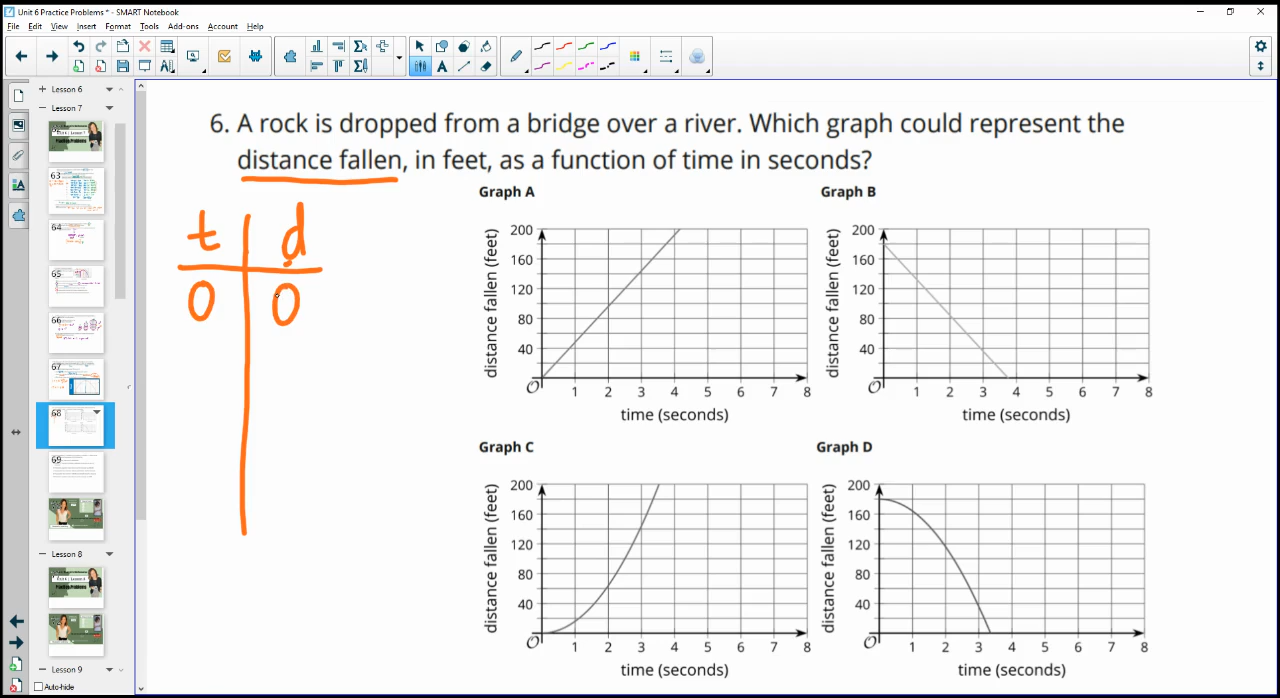 Unit 6 Practice Problems * - SMART Notebook
File Edit View Insert Format Tools Add-ons Account Help
Lesson 6
Lesson 7
63
64
65
66
67
68
69
Lesson 8
Lesson 9
Auto-hide
6. A rock is dropped from a bridge over a river. Which graph could represent the
distance fallen, in feet, as a function of time in seconds?
t d
0 0
Graph A
distance fallen (feet)
200
160
120
80
40
O 1 2 3 4 5 6 7 8
time (seconds)
Graph B
distance fallen (feet)
200
160
120
80
40
O 1 2 3 4 5 6 7 8
time (seconds)
Graph C
distance fallen (feet)
200
160
120
80
40
O 1 2 3 4 5 6 7 8
time (seconds)
Graph D
distance fallen (feet)
200
160
120
80
40
O 1 2 3 4 5 6 7 8
time (seconds)